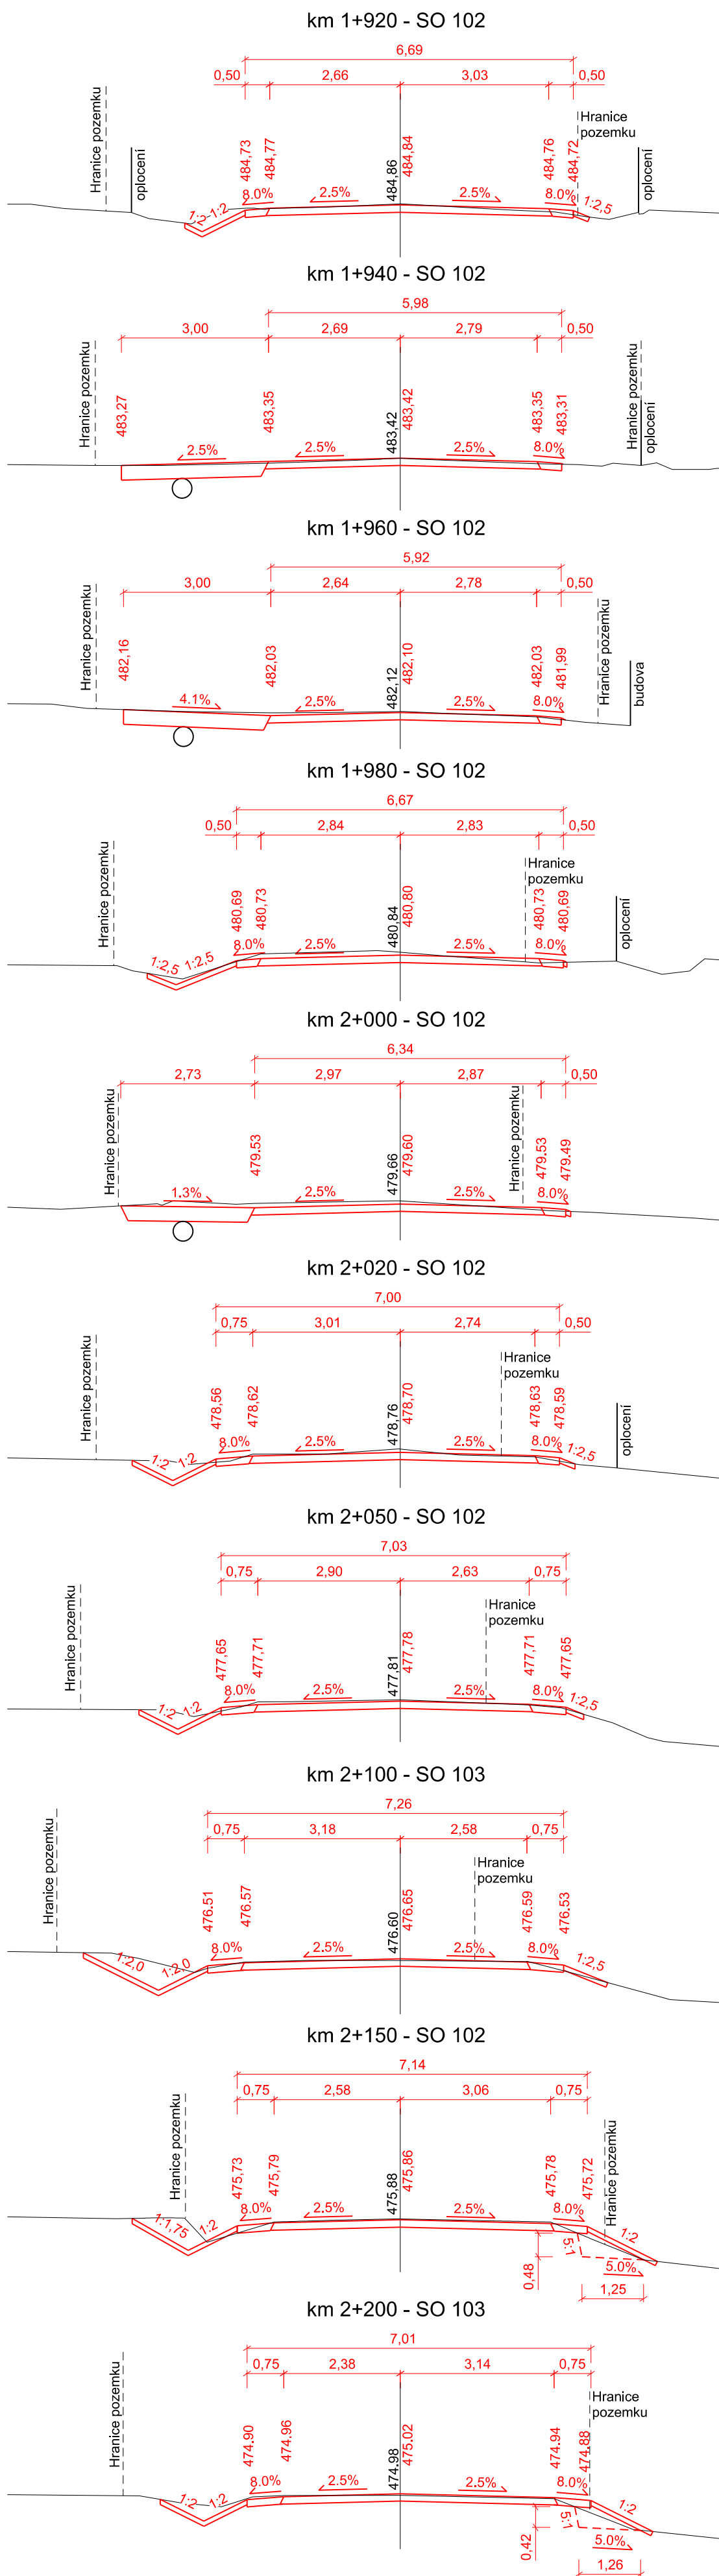 km 1+920 - SO 102
6,69
0,50 2,66 3,03 0,50
Hranice pozemku
oplocení
484,73
484,77
484,86
484,84
484,76
484,72
Hranice
pozemku
oplocení
1:2 1:2 8.0% 2.5% 2.5% 8.0% 1:2,5
km 1+940 - SO 102
5,98
3,00 2,69 2,79 0,50
Hranice pozemku
483,27
483,35
483,42
483,42
483,35
483,31
Hranice pozemku
oplocení
2.5% 2.5% 2.5% 8.0%
km 1+960 - SO 102
5,92
3,00 2,64 2,78 0,50
Hranice pozemku
482,16
482,03
482,12
482,10
482,03
481,99
Hranice pozemku
budova
4.1% 2.5% 2.5% 8.0%
km 1+980 - SO 102
6,67
0,50 2,84 2,83 0,50
Hranice pozemku
480,69
480,73
480,84
480,80
Hranice
pozemku
480,73
480,69
oplocení
1:2,5 1:2,5 8.0% 2.5% 2.5% 8.0%
km 2+000 - SO 102
6,34
2,73 2,97 2,87 0,50
Hranice pozemku
479.53
479.66
479.60
Hranice pozemku
479.53
479.49
1.3% 2.5% 2.5% 8.0%
km 2+020 - SO 102
7,00
0,75 3,01 2,74 0,50
Hranice pozemku
478,56
478,62
478,76
478,70
Hranice
pozemku
478,63
478,59
oplocení
1:2 1:2 8.0% 2.5% 2.5% 8.0% 1:2,5
km 2+050 - SO 102
7,03
0,75 2,90 2,63 0,75
Hranice pozemku
477,65
477,71
477,81
477,78
Hranice
pozemku
477,71
477,65
1:2 1:2 8.0% 2.5% 2.5% 8.0% 1:2,5
km 2+100 - SO 103
7,26
0,75 3,18 2,58 0,75
Hranice pozemku
476.51
476.57
476.60
476.65
Hranice
pozemku
476.59
476.53
1:2,0 1:2,0 8.0% 2.5% 2.5% 8.0% 1:2,5
km 2+150 - SO 102
7,14
0,75 2,58 3,06 0,75
Hranice pozemku
475,73
475,79
475,88
475,86
475,78
475,72
Hranice pozemku
1:1,75 1:2 8.0% 2.5% 2.5% 8.0% 1:2
0,48
5:1
5.0%
1,25
km 2+200 - SO 103
7,01
0,75 2,38 3,14 0,75
Hranice pozemku
474.90
474.96
474.98
475.02
474.94
474.88
Hranice
pozemku
1:2 1:2 8.0% 2.5% 2.5% 8.0% 1:2
0,42
5:1
5.0%
1,26